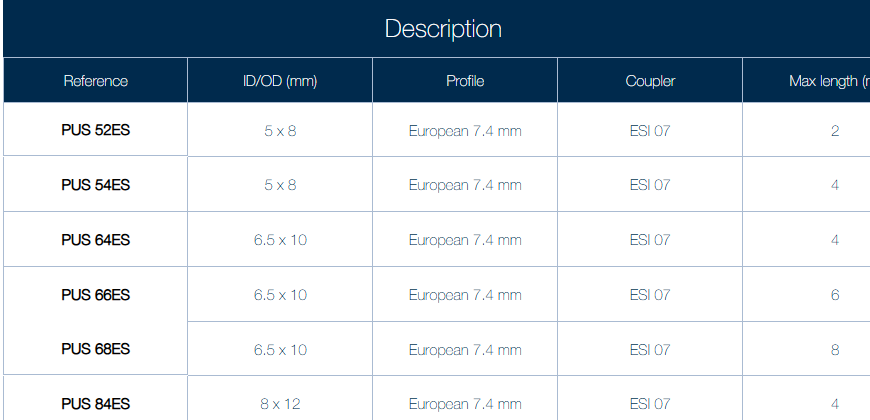 Description
Reference ID/OD (mm) Profile Coupler Max length (
PUS 52ES 5 x 8 European 7.4 mm ESI 07 2
PUS 54ES 5 x 8 European 7.4 mm ESI 07 4
PUS 64ES 6.5 x 10 European 7.4 mm ESI 07 4
PUS 66ES 6.5 x 10 European 7.4 mm ESI 07 6
PUS 68ES 6.5 x 10 European 7.4 mm ESI 07 8
PUS 84ES 8 x 12 European 7.4 mm ESI 07 4